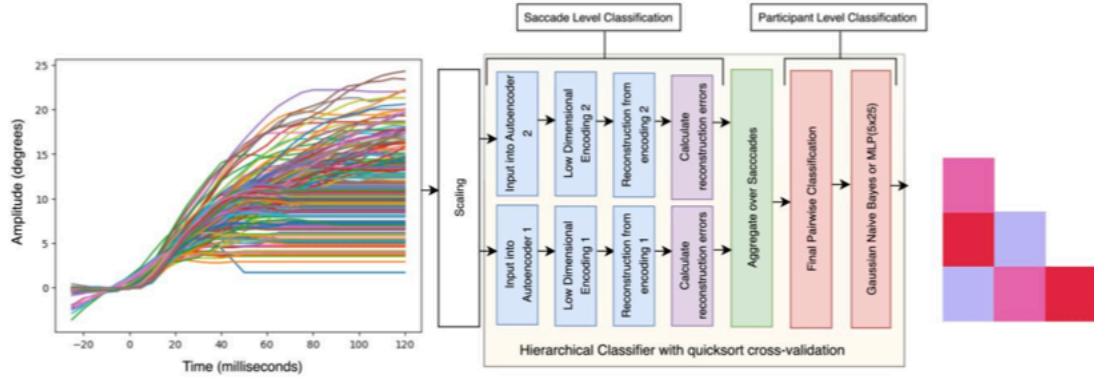 Saccade Level Classification
Participant Level Classification
25
20
15
10
5
0
Amplitude (degrees)
−20
0
20
40
60
80
100
120
Time (milliseconds)
Scaling
Input into Autoencoder
2
Low Dimensional
Encoding 2
Reconstruction from
encoding 2
Calculate
reconstruction errors
Input into
Autoencoder 1
Low Dimensional
Encoding 1
Reconstruction from
encoding 1
Calculate
reconstruction errors
Aggregate over Sacccades
Final Pairwise Classification
Gaussian Naive Bayes or MLP(5x25)
Hierarchical Classifier with quicksort cross-validation